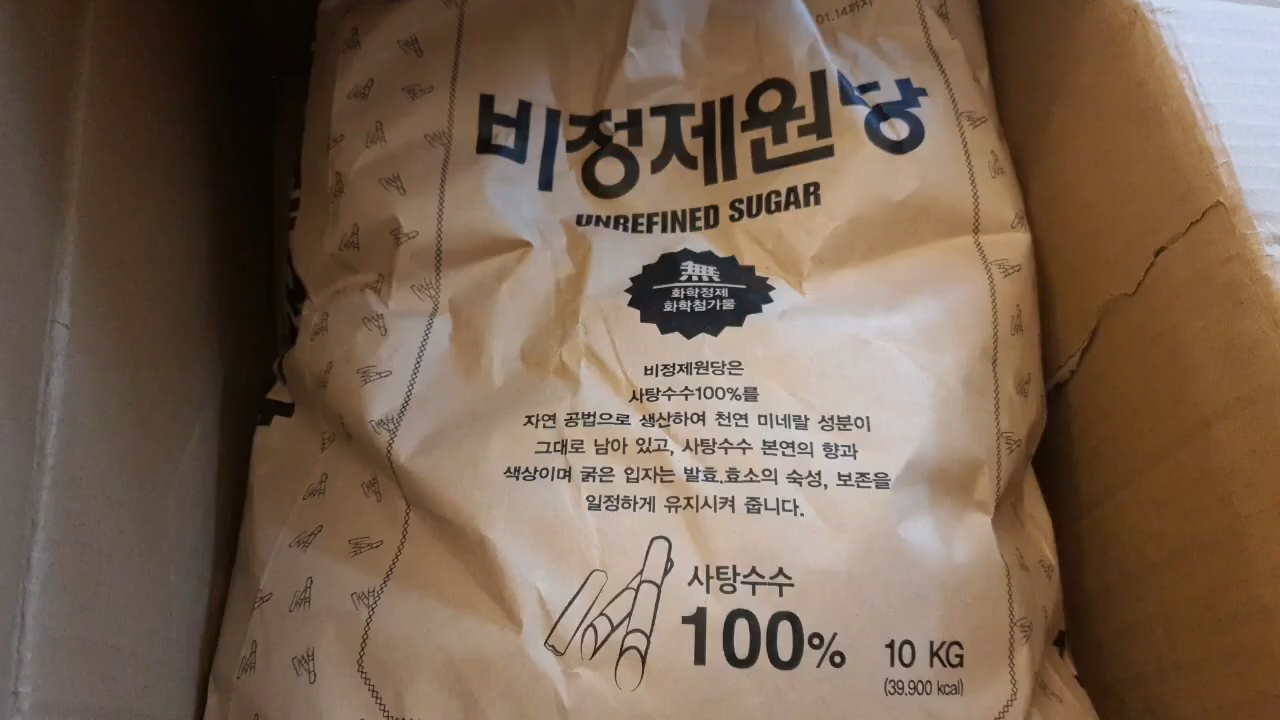 01.14까지
비정제원당
UNREFINED SUGAR
無
화학정제
화학첨가물
비정제원당은
사탕수수100%를
자연 공법으로 생산하여 천연 미네랄 성분이
그대로 남아 있고, 사탕수수 본연의 향과
색상이며 굵은 입자는 발효.효소의 숙성, 보존을
일정하게 유지시켜 줍니다.
사탕수수
100%
10 KG
(39,900 kcal)